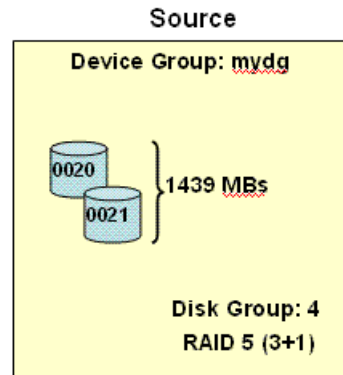 Source
Device Group: mydg
0020
0021
1439 MBs
Disk Group: 4
RAID 5 (3+1)